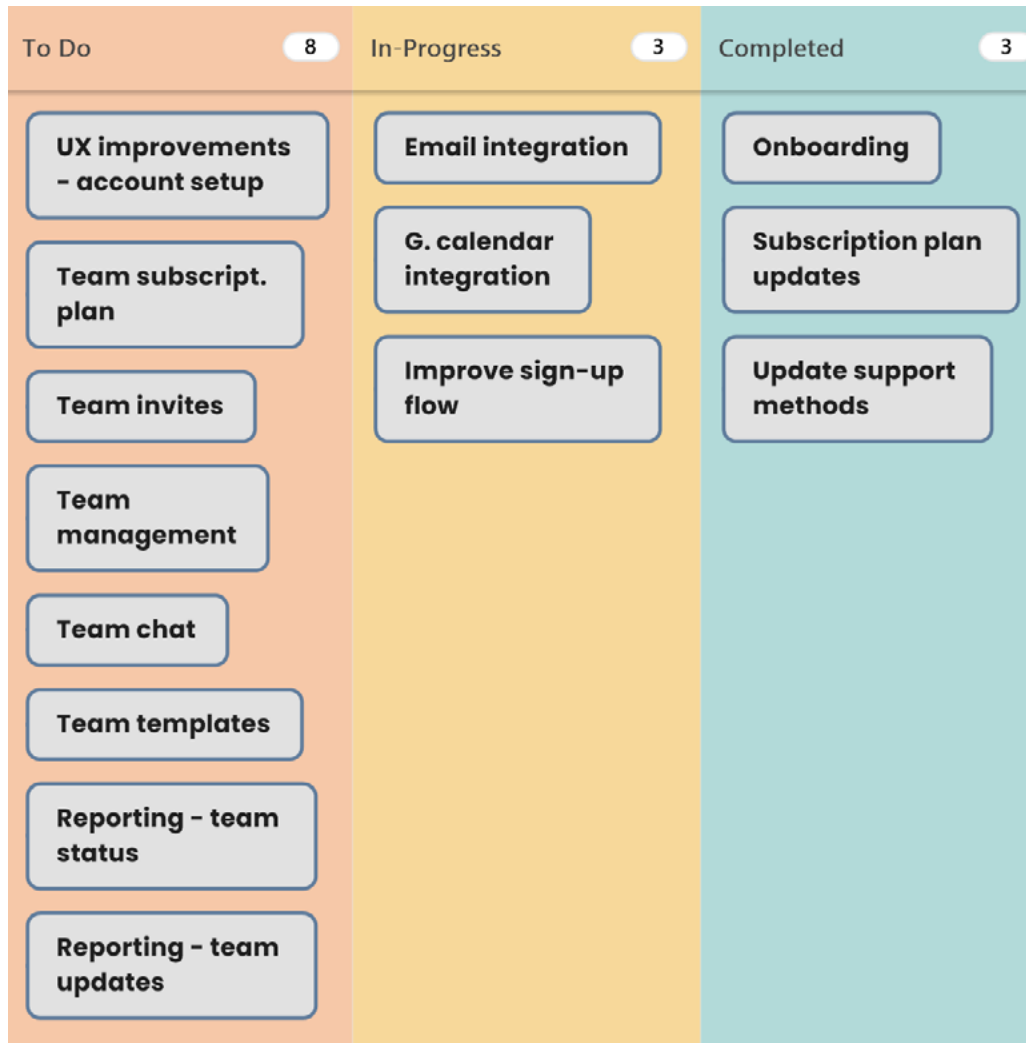 To Do
8
UX improvements
- account setup
Team subscript.
plan
Team invites
Team
management
Team chat
Team templates
Reporting - team
status
Reporting - team
updates
In-Progress
3
Email integration
G. calendar
integration
Improve sign-up
flow
Completed
3
Onboarding
Subscription plan
updates
Update support
methods